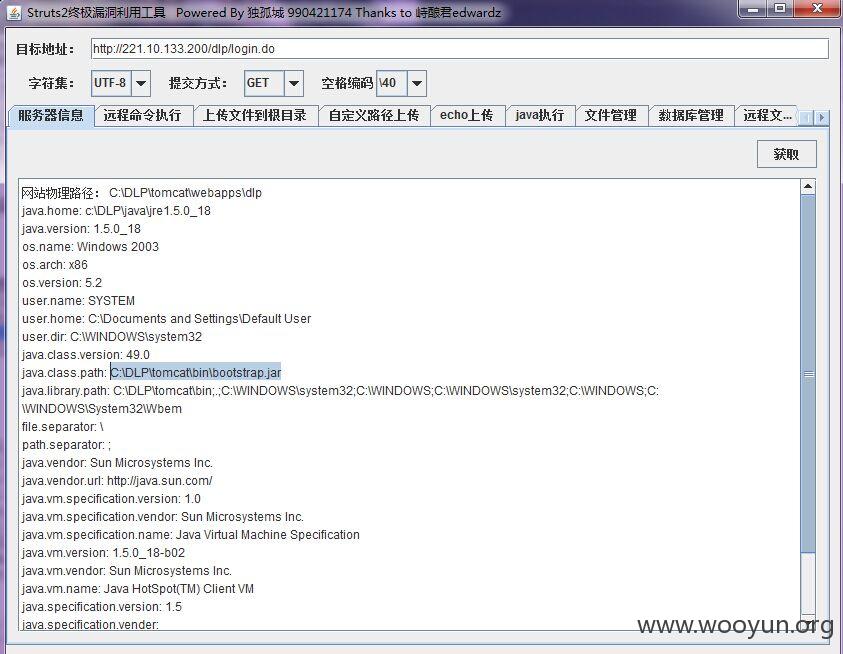 Struts2终极漏洞利用工具 Powered By 独孤城 990421174 Thanks to 峙酿君edwardz
目标地址: http://221.10.133.200/dlp/login.do
字符集: UTF-8 提交方式: GET 空格编码 \40
服务器信息 远程命令执行 上传文件到根目录 自定义路径上传 echo上传 java执行 文件管理 数据库管理 远程文...
获取
网站物理路径: C:\DLP\tomcat\webapps\dlp
java.home: c:\DLP\java\jre1.5.0_18
java.version: 1.5.0_18
os.name: Windows 2003
os.arch: x86
os.version: 5.2
user.name: SYSTEM
user.home: C:\Documents and Settings\Default User
user.dir: C:\WINDOWS\system32
java.class.version: 49.0
java.class.path: C:\DLP\tomcat\bin\bootstrap.jar
java.library.path: C:\DLP\tomcat\bin;.;C:\WINDOWS\system32;C:\WINDOWS;C:\WINDOWS\system32;C:\WINDOWS;C:
\WINDOWS\System32\Wbem
file.separator: \
path.separator: ;
java.vendor: Sun Microsystems Inc.
java.vendor.url: http://java.sun.com/
java.vm.specification.version: 1.0
java.vm.specification.vendor: Sun Microsystems Inc.
java.vm.specification.name: Java Virtual Machine Specification
java.vm.version: 1.5.0_18-b02
java.vm.vendor: Sun Microsystems Inc.
java.vm.name: Java HotSpot(TM) Client VM
java.specification.version: 1.5
java.specification.vender:
www.wooyun.org